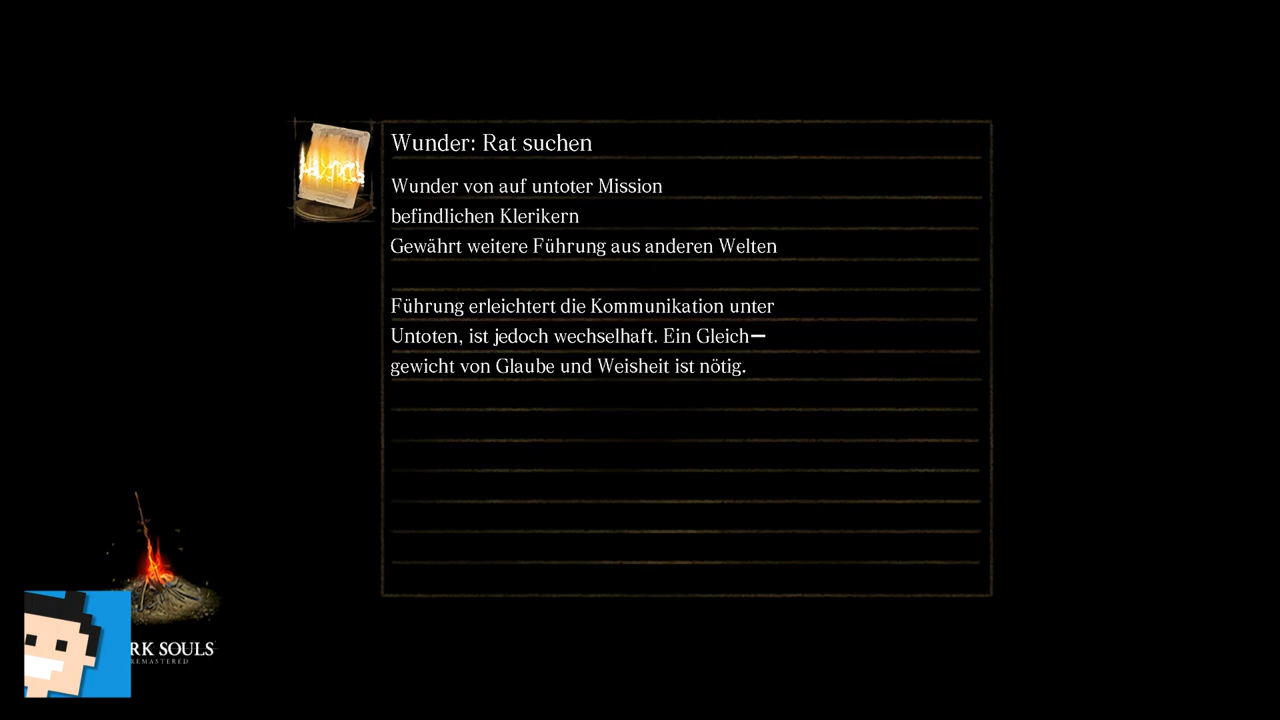 Wunder: Rat suchen
Wunder von auf untoter Mission
befindlichen Klerikern
Gewährt weitere Führung aus anderen Welten
Führung erleichtert die Kommunikation unter
Untoten, ist jedoch wechselhaft. Ein Gleich—
gewicht von Glaube und Weisheit ist nötig.
RK SOULS
REMASTERED